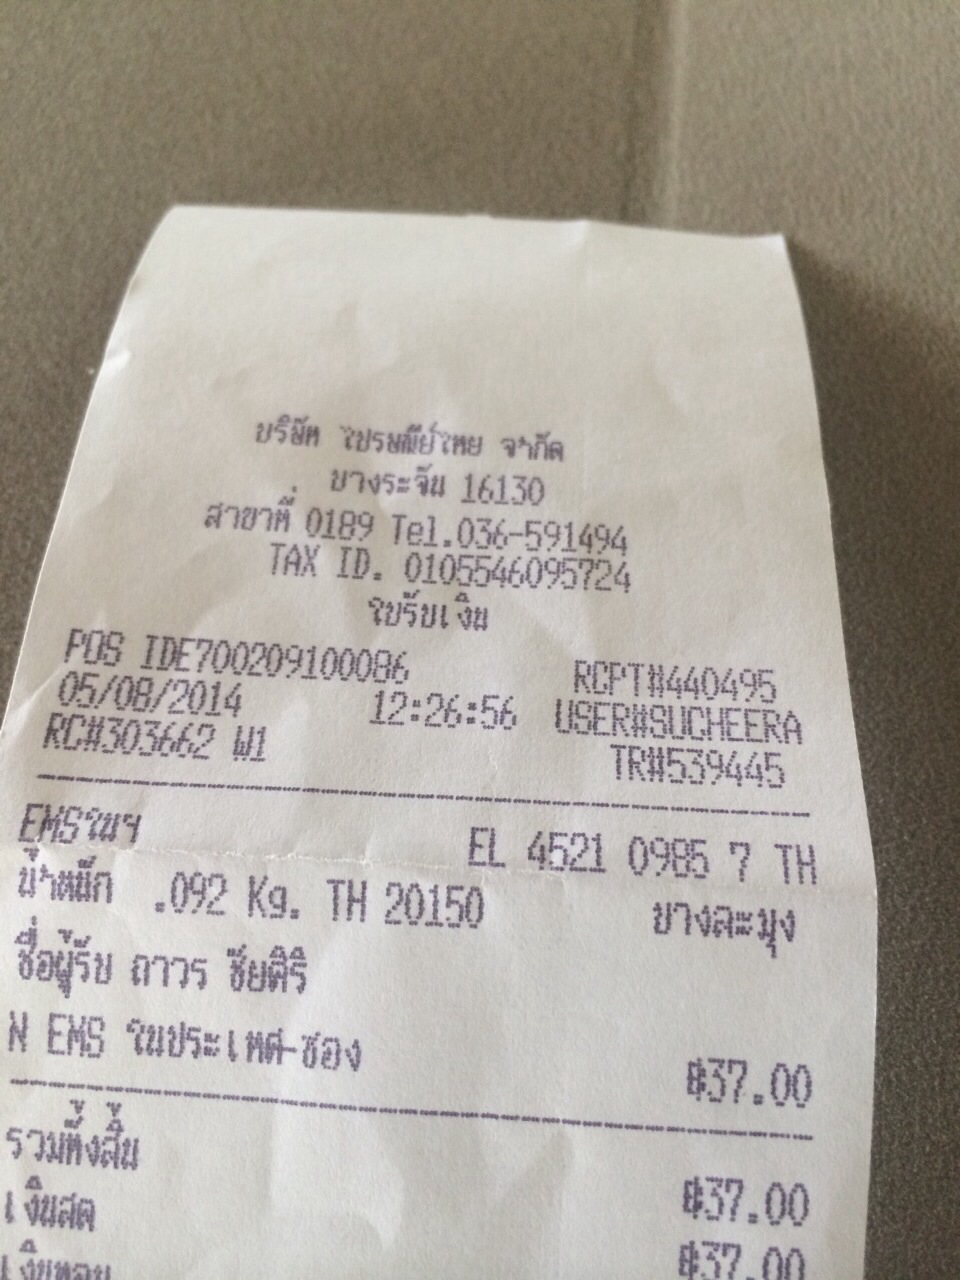 บริษัท ไปรษณีย์ไทย จำกัด
บางระจัน 16130
สาขาที่ 0189 Tel.036-591494
TAX ID. 0105546095724
ใบรับเงิน
POS IDE700209100086 RCPT#440495
05/08/2014 12:26:56 USER#SUCHEERA
RC#303662 W1 TR#539445
EMSในฯ EL 4521 0985 7 TH
น้ำหนัก .092 Kg. TH 20150 บางละมุง
ชื่อผู้รับ ถาวร ชัยศิริ
N EMS ในประเทศ-ซอง ฿37.00
รวมทั้งสิ้น ฿37.00
เงินสด ฿37.00
เงินทอน